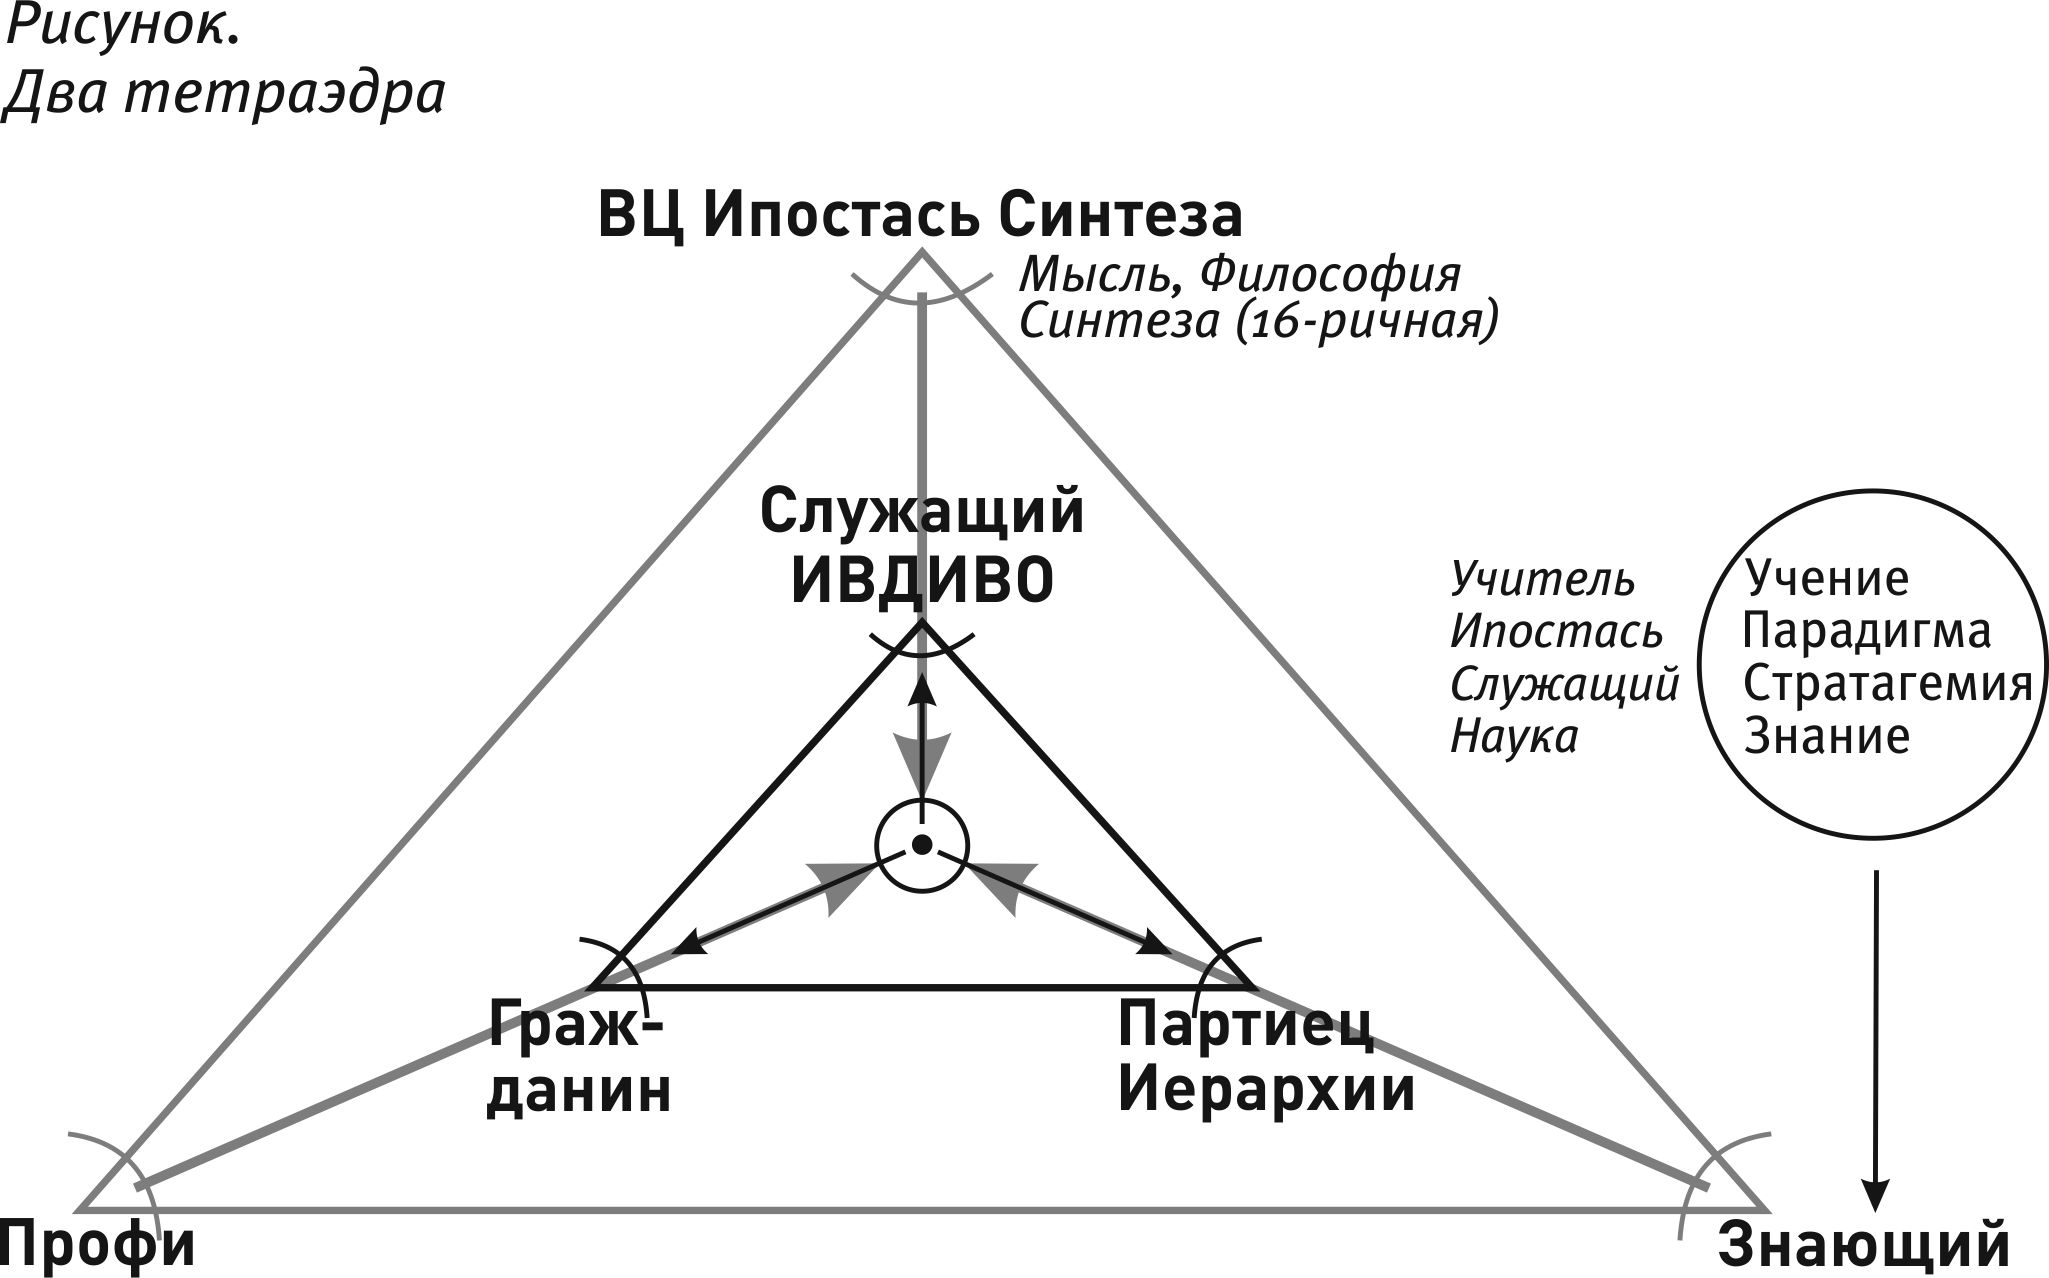 Рисунок.
Два тетраэдра
ВЦ Ипостась Синтеза
Мысль, Философия
Синтеза (16-ричная)
Служащий
ИВДИВО
Учитель
Ипостась
Служащий
Наука
Учение
Парадигма
Стратагемия
Знание
Граж-
данин
Партиец
Иерархии
Профи
Знающий